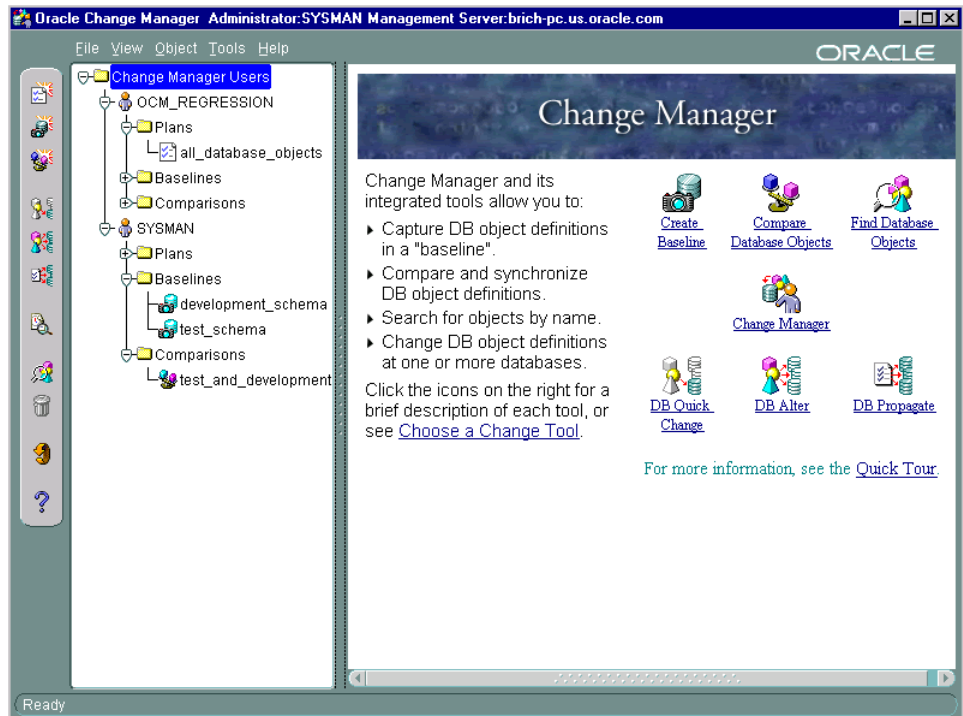 Oracle Change Manager Administrator:SYSMAN Management Server:brich-pc.us.oracle.com
File View Object Tools Help
ORACLE
Change Manager Users
OCM_REGRESSION
Plans
all_database_objects
Baselines
Comparisons
SYSMAN
Plans
Baselines
development_schema
test_schema
Comparisons
test_and_development
Change Manager
Change Manager and its
integrated tools allow you to:
Capture DB object definitions
in a "baseline".
Compare and synchronize
DB object definitions.
Search for objects by name.
Change DB object definitions
at one or more databases.
Click the icons on the right for a
brief description of each tool, or
see Choose a Change Tool.
Create
Baseline
Compare
Database Objects
Find Database
Objects
Change Manager
DB Quick
Change
DB Alter
DB Propagate
For more information, see the Quick Tour.
Ready